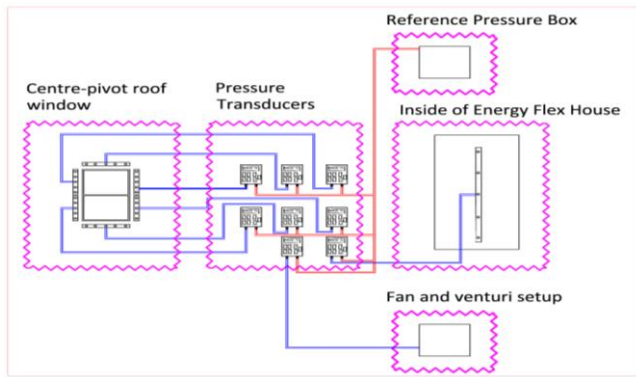 Reference Pressure Box
Centre-pivot roof
window
Pressure
Transducers
Inside of Energy Flex House
Fan and venturi setup